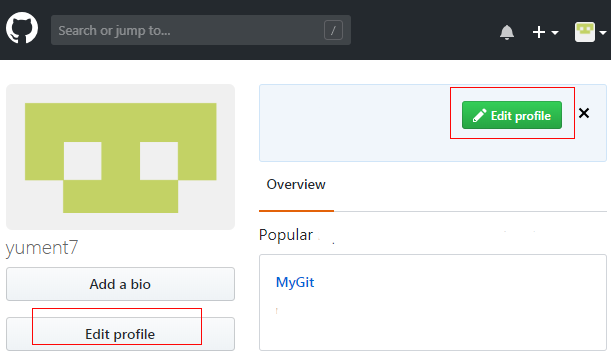 Search or jump to...
/
Edit profile
Overview
Popular
yument7
MyGit
Add a bio
Edit profile